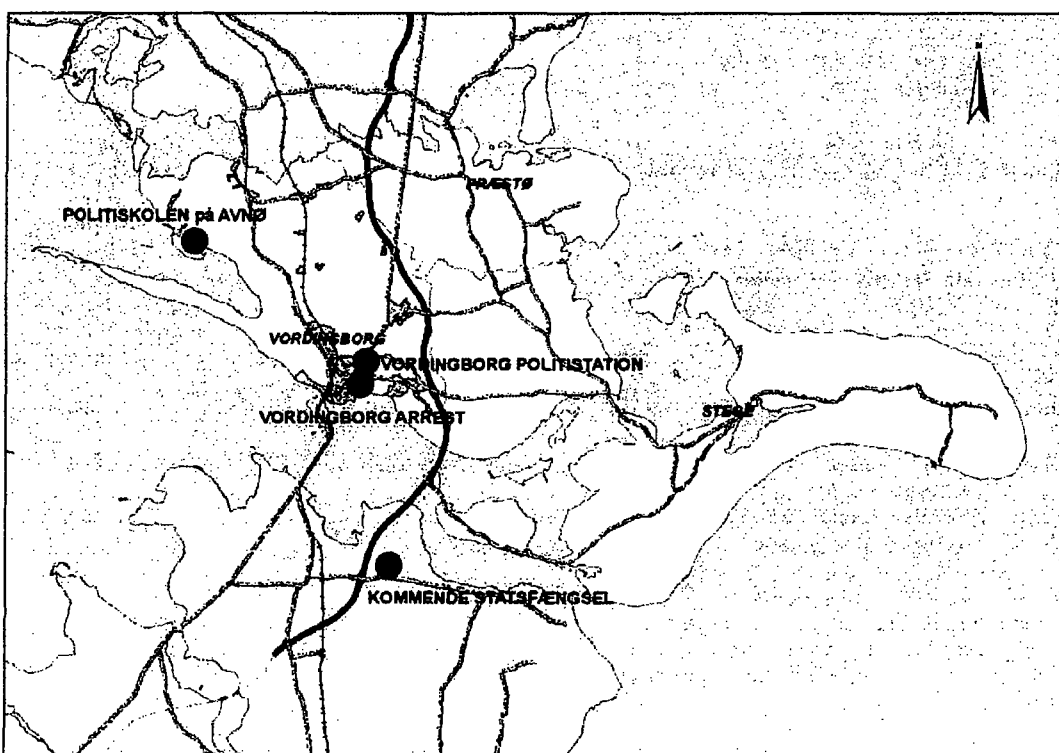 N
PRÆSTØ
POLITISKOLEN på AVNØ
VORDINGBORG
VORDINGBORG POLITISTATION
VORDINGBORG ARREST
STEGE
KOMMENDE STATSFÆNGSEL